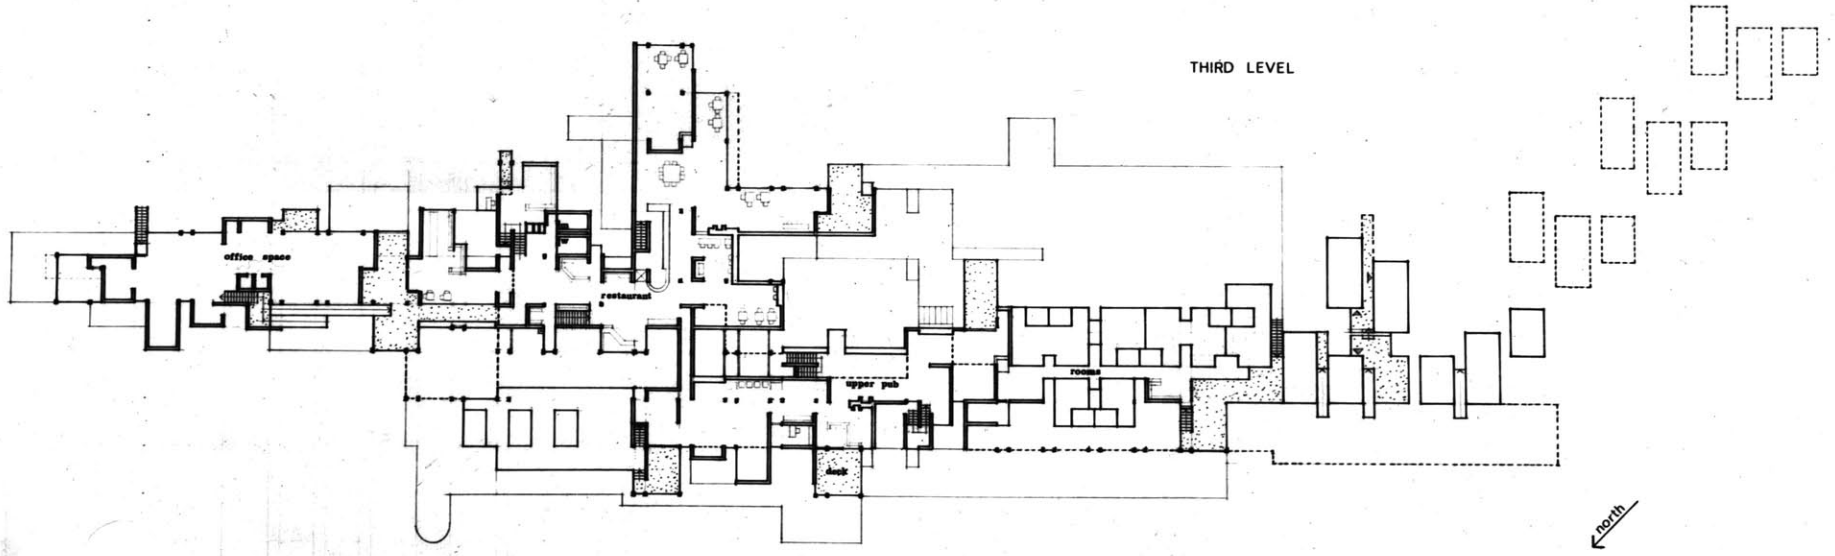 THIRD LEVEL
office space
restaurant
upper pub
rooms
deck
north